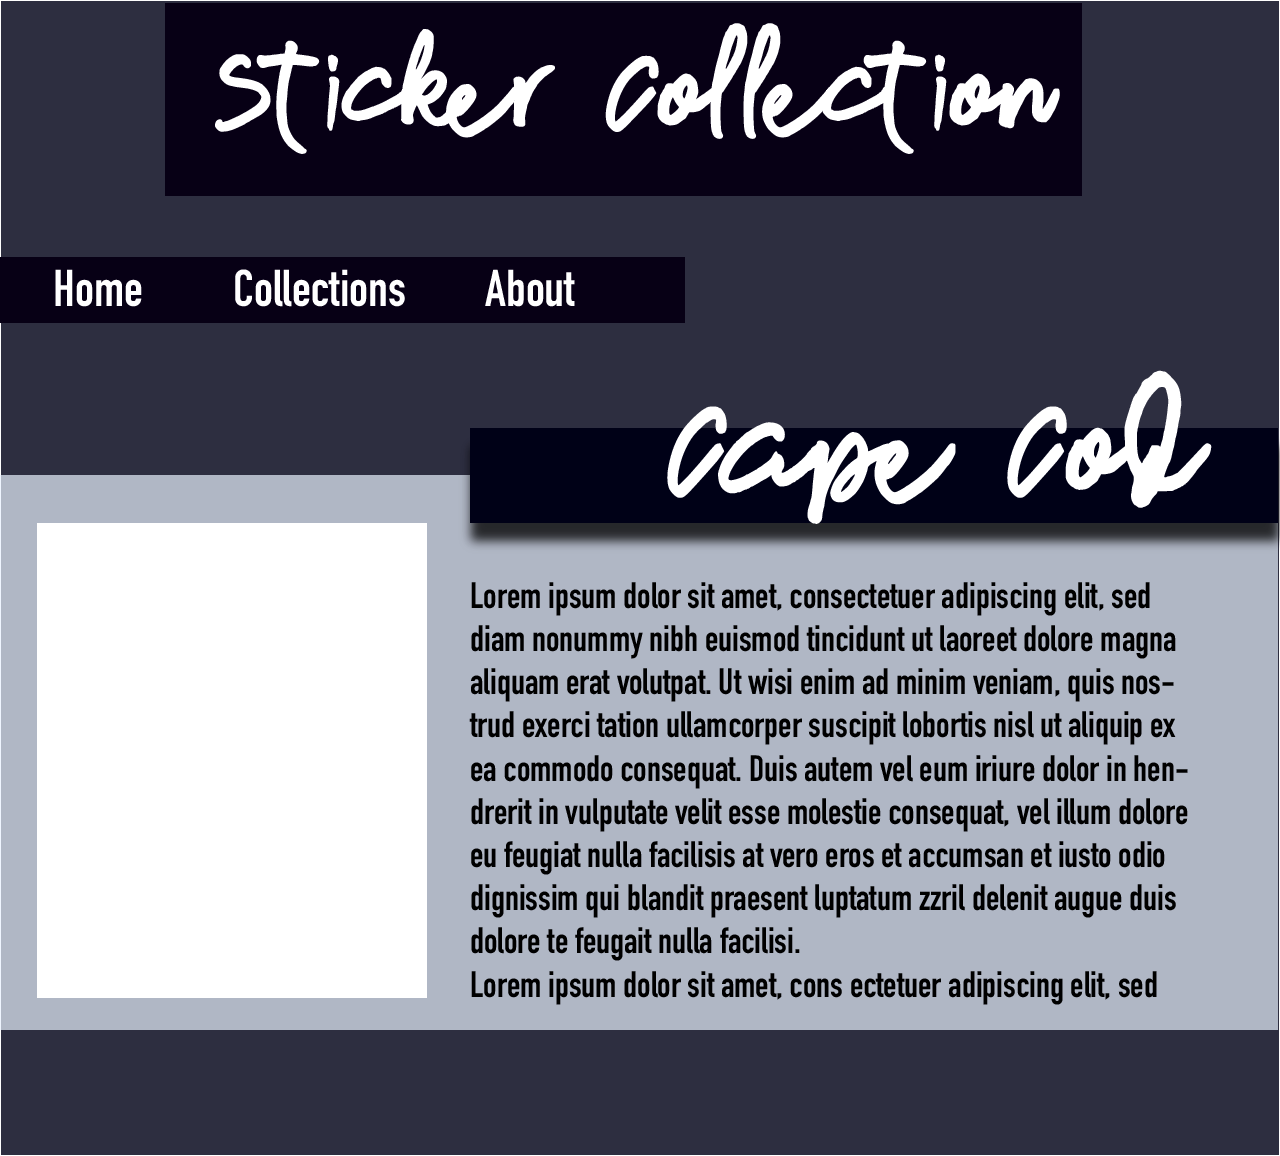 sticker collection
Home Collections About
cape cod
Lorem ipsum dolor sit amet, consectetuer adipiscing elit, sed
diam nonummy nibh euismod tincidunt ut laoreet dolore magna
aliquam erat volutpat. Ut wisi enim ad minim veniam, quis nos-
trud exerci tation ullamcorper suscipit lobortis nisl ut aliquip ex
ea commodo consequat. Duis autem vel eum iriure dolor in hen-
drerit in vulputate velit esse molestie consequat, vel illum dolore
eu feugiat nulla facilisis at vero eros et accumsan et iusto odio
dignissim qui blandit praesent luptatum zzril delenit augue duis
dolore te feugait nulla facilisi.
Lorem ipsum dolor sit amet, cons ectetuer adipiscing elit, sed